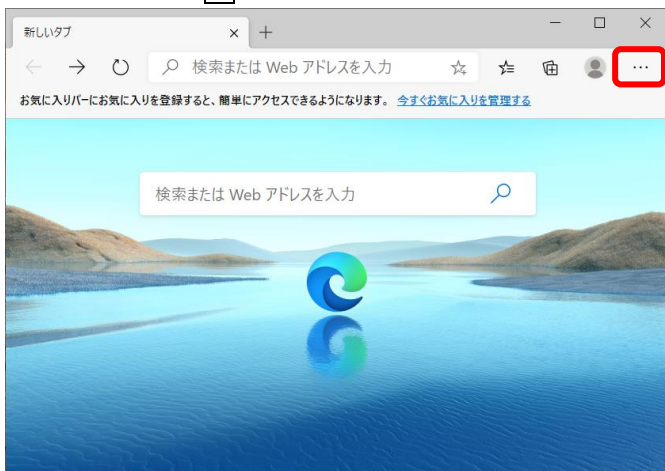 新しいタブ
検索または Web アドレスを入力
お気に入りバーにお気に入りを登録すると、簡単にアクセスできるようになります。 今すぐお気に入りを管理する
検索または Web アドレスを入力